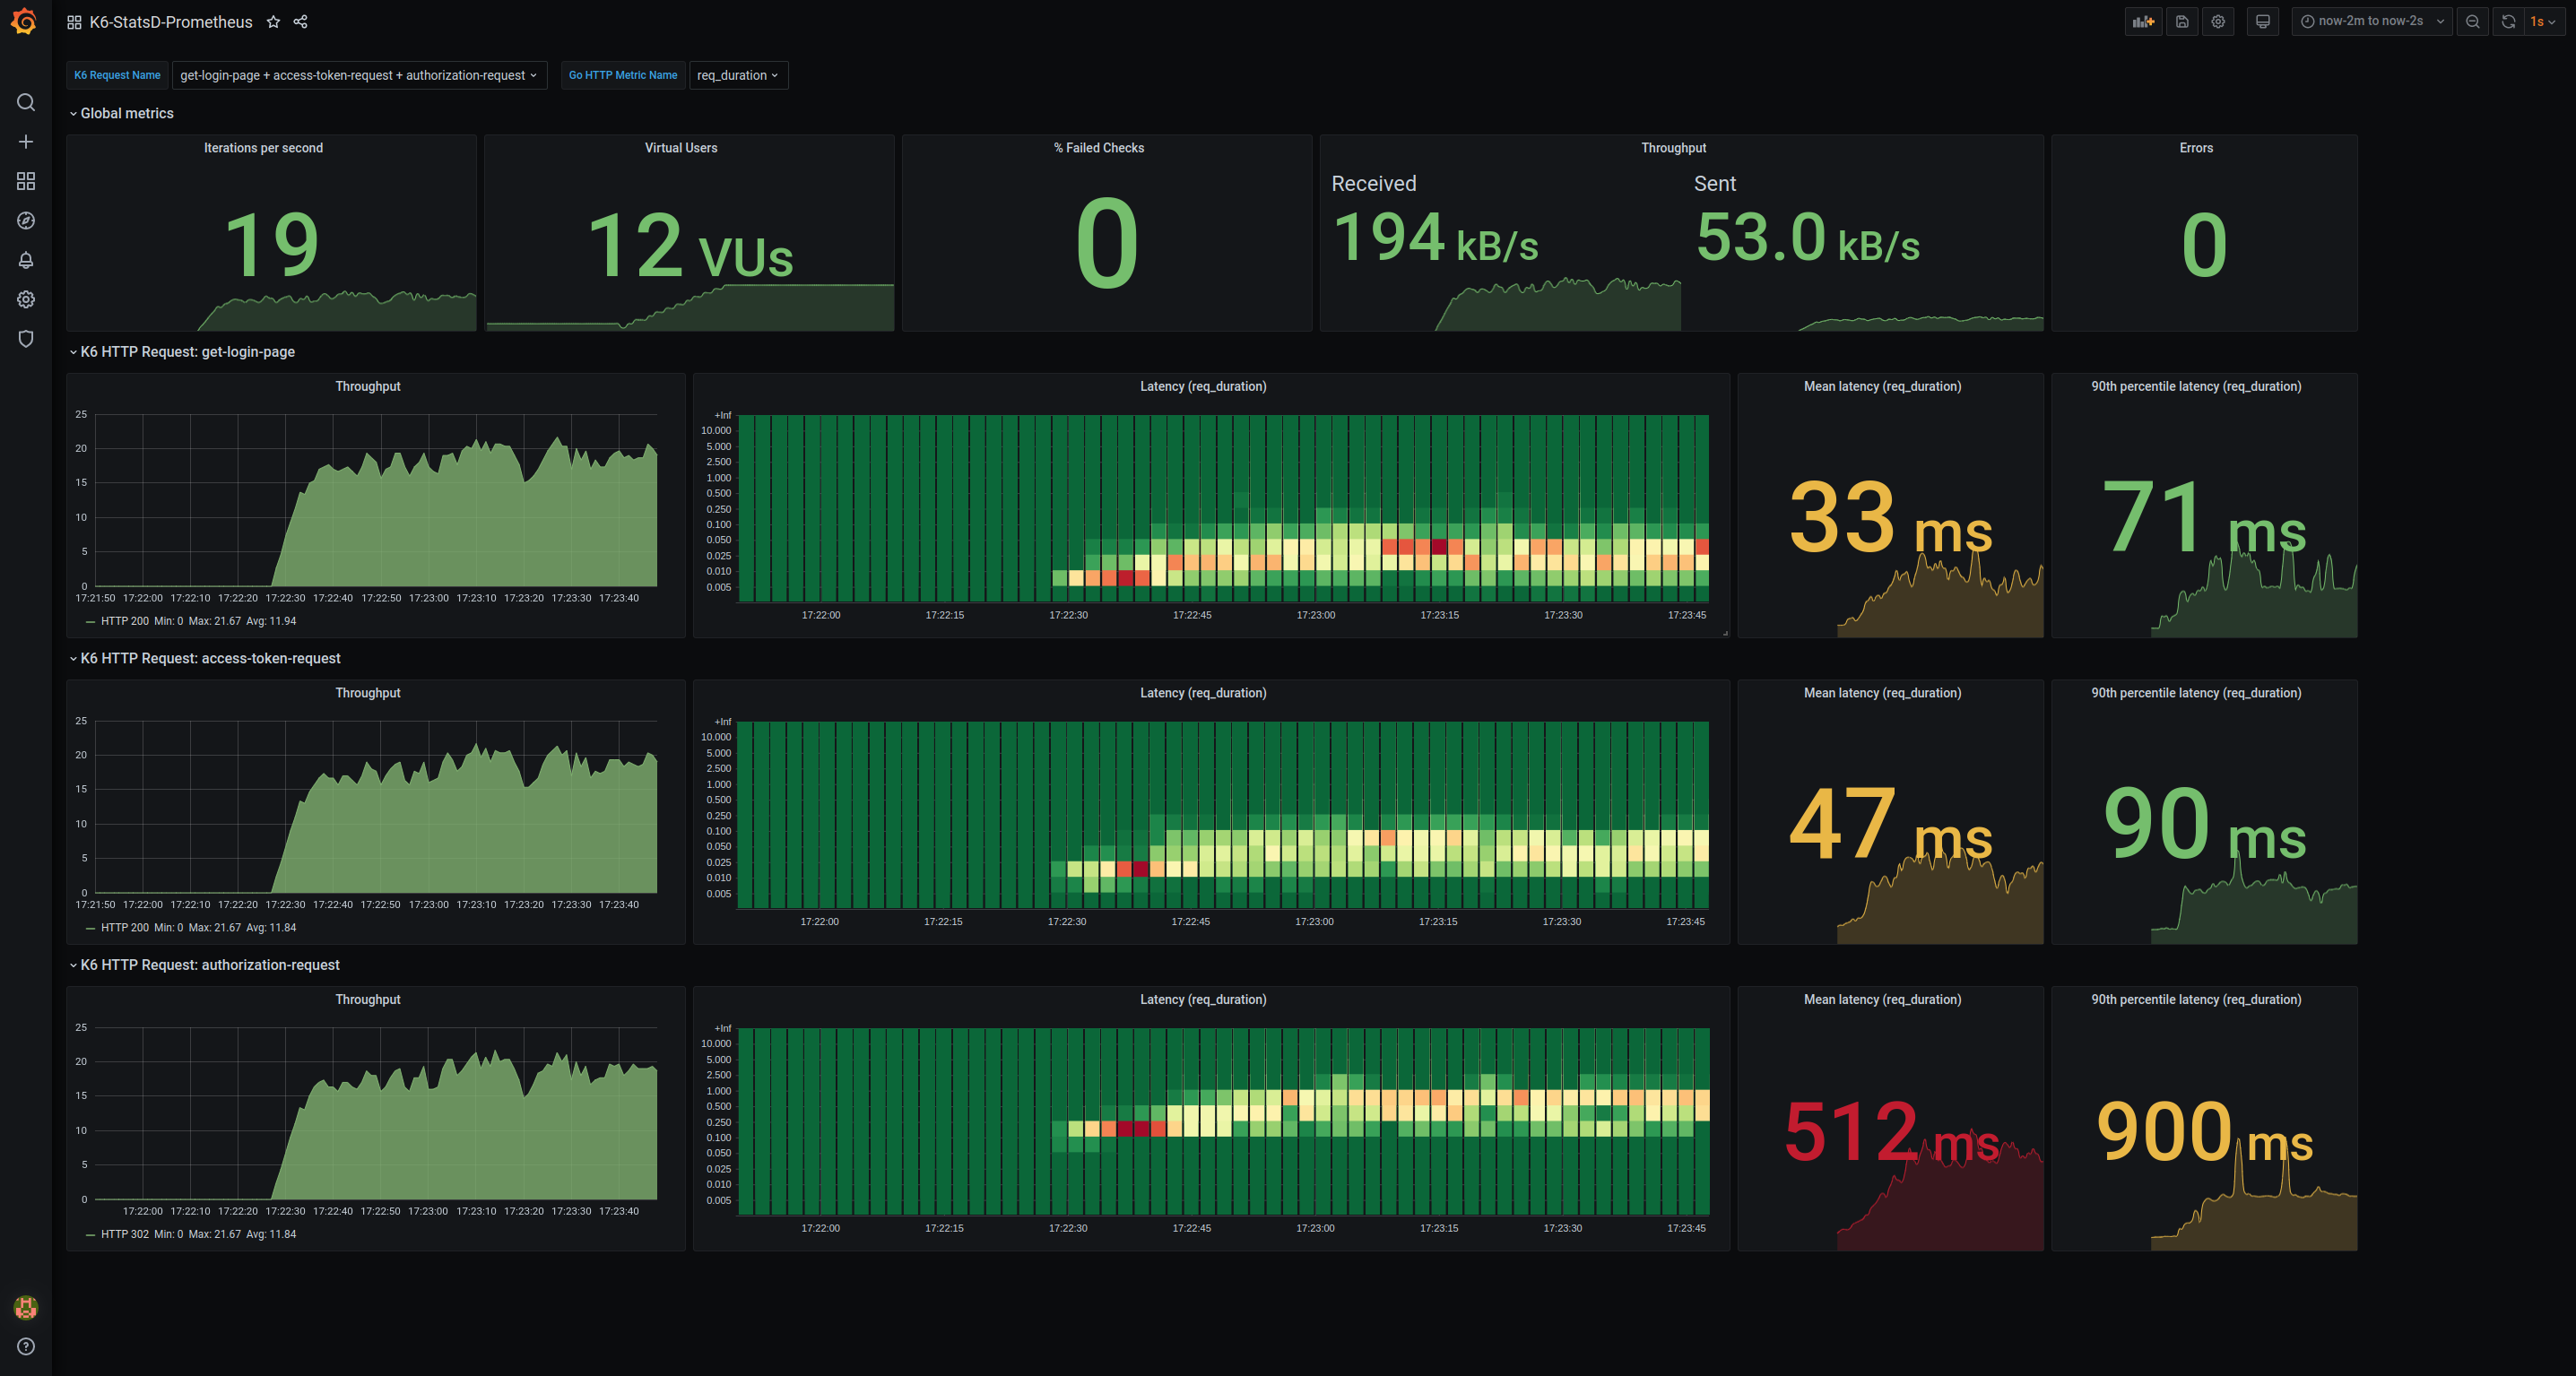 K6-StatsD-Prometheus
now-2m to now-2s
1s
K6 Request Name
get-login-page + access-token-request + authorization-request
Go HTTP Metric Name
req_duration
Global metrics
Iterations per second
19
Virtual Users
12 VUs
% Failed Checks
0
Throughput
Received
194 kB/s
Sent
53.0 kB/s
Errors
0
K6 HTTP Request: get-login-page
Throughput
25
20
15
10
5
0
17:21:50 17:22:00 17:22:10 17:22:20 17:22:30 17:22:40 17:22:50 17:23:00 17:23:10 17:23:20 17:23:30 17:23:40
HTTP 200 Min: 0 Max: 21.67 Avg: 11.94
Latency (req_duration)
+Inf
10.000
5.000
2.500
1.000
0.500
0.250
0.100
0.050
0.025
0.010
0.005
17:22:00 17:22:15 17:22:30 17:22:45 17:23:00 17:23:15 17:23:30 17:23:45
Mean latency (req_duration)
33 ms
90th percentile latency (req_duration)
71 ms
K6 HTTP Request: access-token-request
Throughput
25
20
15
10
5
0
17:21:50 17:22:00 17:22:10 17:22:20 17:22:30 17:22:40 17:22:50 17:23:00 17:23:10 17:23:20 17:23:30 17:23:40
HTTP 200 Min: 0 Max: 21.67 Avg: 11.84
Latency (req_duration)
+Inf
10.000
5.000
2.500
1.000
0.500
0.250
0.100
0.050
0.025
0.010
0.005
17:22:00 17:22:15 17:22:30 17:22:45 17:23:00 17:23:15 17:23:30 17:23:45
Mean latency (req_duration)
47 ms
90th percentile latency (req_duration)
90 ms
K6 HTTP Request: authorization-request
Throughput
25
20
15
10
5
0
17:22:00 17:22:10 17:22:20 17:22:30 17:22:40 17:22:50 17:23:00 17:23:10 17:23:20 17:23:30 17:23:40
HTTP 302 Min: 0 Max: 21.67 Avg: 11.84
Latency (req_duration)
+Inf
10.000
5.000
2.500
1.000
0.500
0.250
0.100
0.050
0.025
0.010
0.005
17:22:00 17:22:15 17:22:30 17:22:45 17:23:00 17:23:15 17:23:30 17:23:45
Mean latency (req_duration)
512 ms
90th percentile latency (req_duration)
900 ms